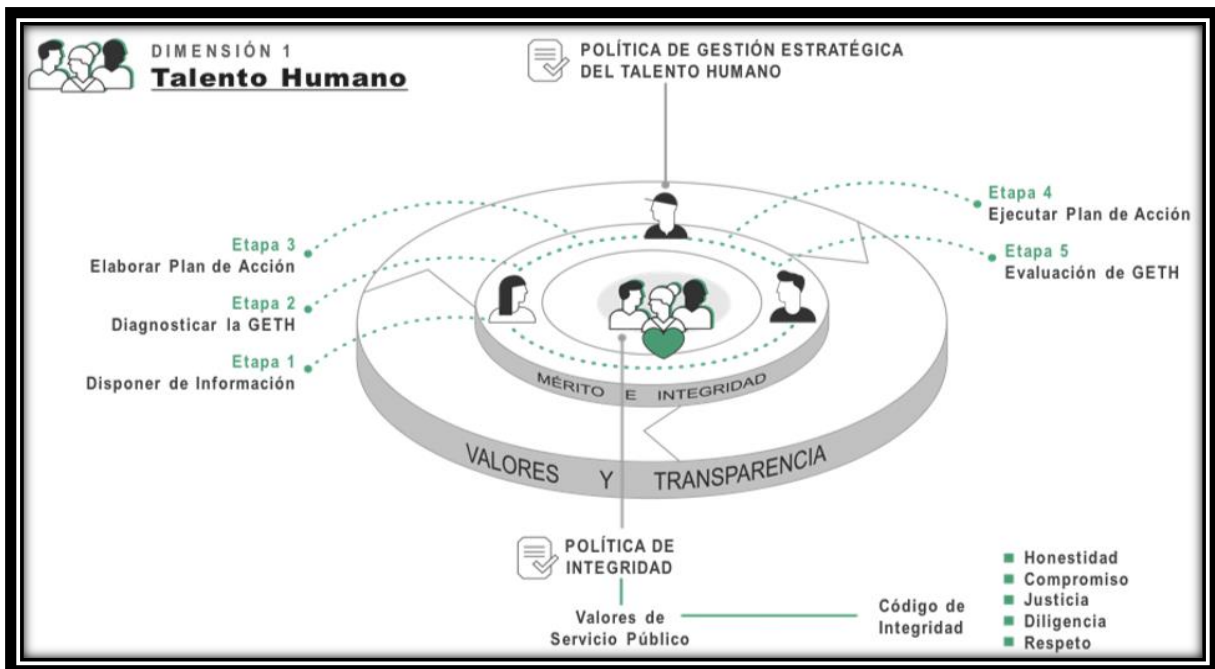 DIMENSIÓN 1
Talento Humano
POLÍTICA DE GESTIÓN ESTRATÉGICA
DEL TALENTO HUMANO
Etapa 3
Elaborar Plan de Acción
Etapa 2
Diagnosticar la GETH
Etapa 1
Disponer de Información
Etapa 4
Ejecutar Plan de Acción
Etapa 5
Evaluación de GETH
MÉRITO E INTEGRIDAD
VALORES Y TRANSPARENCIA
POLÍTICA DE
INTEGRIDAD
Valores de
Servicio Público
Código de
Integridad
Honestidad
Compromiso
Justicia
Diligencia
Respeto